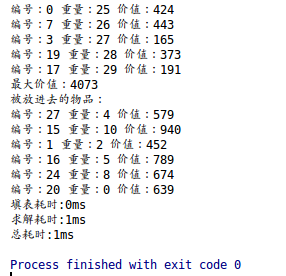 编号：0 重量：25 价值：424
编号：7 重量：26 价值：443
编号：3 重量：27 价值：165
编号：19 重量：28 价值：373
编号：17 重量：29 价值：191
最大价值：4073
被放进去的物品：
编号：27 重量：4 价值：579
编号：15 重量：10 价值：940
编号：1 重量：2 价值：452
编号：16 重量：5 价值：789
编号：24 重量：8 价值：674
编号：20 重量：0 价值：639
填表耗时:0ms
求解耗时:1ms
总耗时:1ms
Process finished with exit code 0